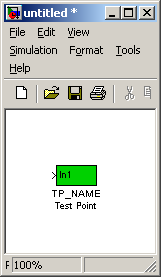 untitled *
File Edit View
Simulation Format Tools
Help
In1
TP_NAME
Test Point
F 100%